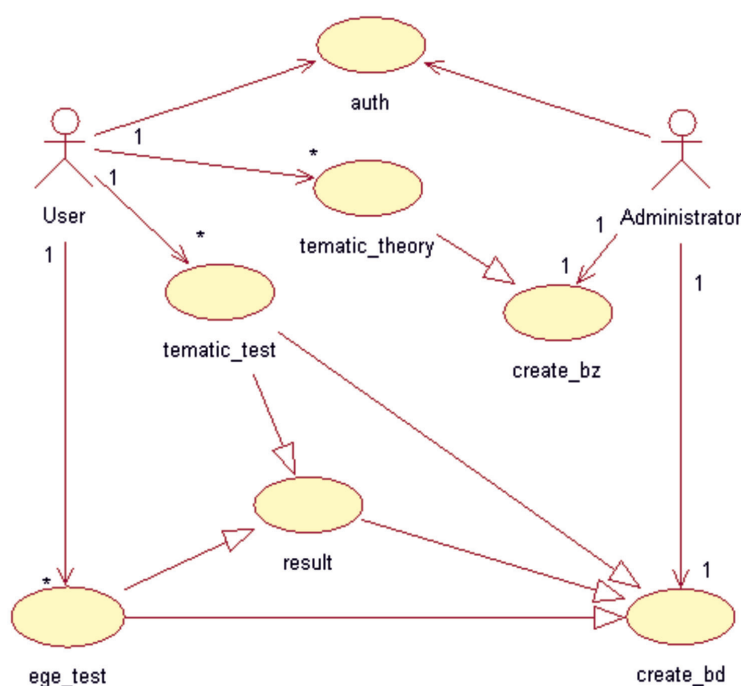 auth
1
*
1
User
tematic_theory
Administrator
1
*
1
1
1
tematic_test
create_bz
result
*
1
ege_test
create_bd